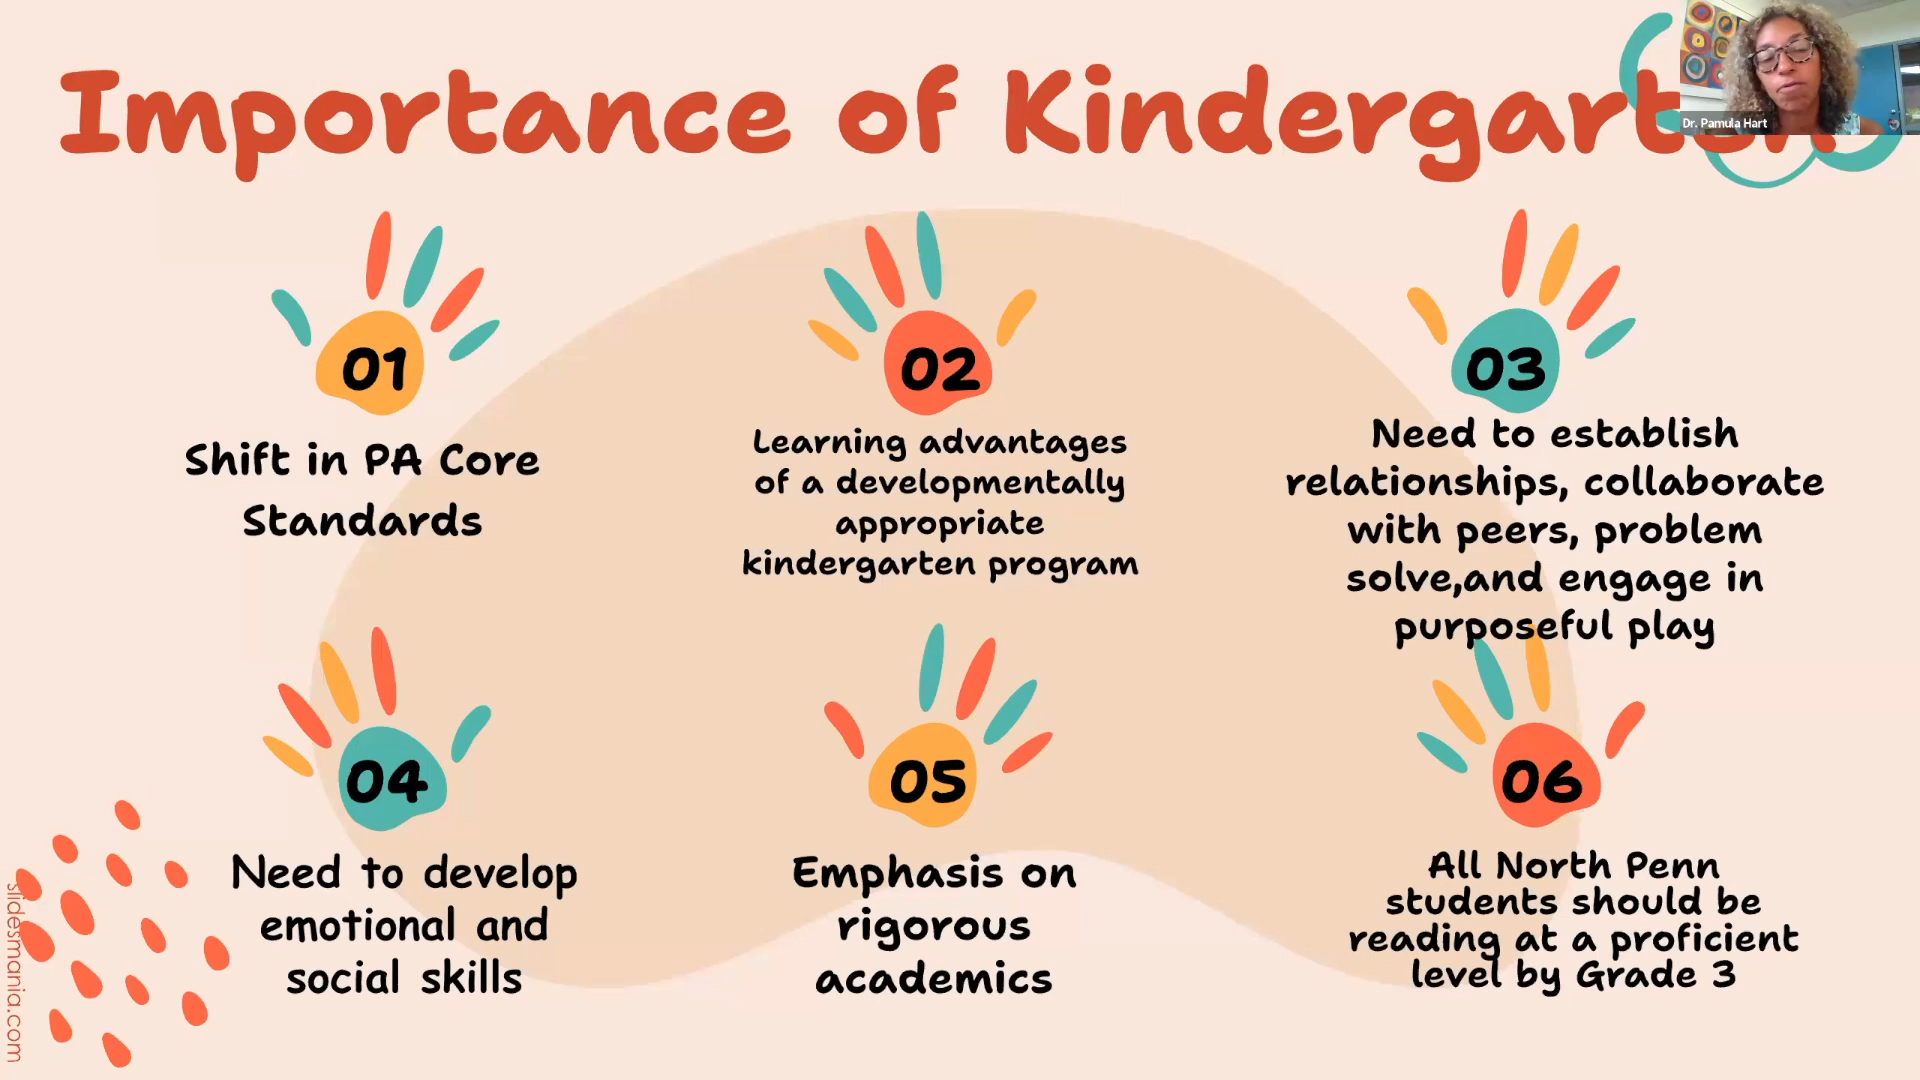 Importance of Kindergarten
Dr. Pamula Hart
01
Shift in PA Core
Standards
02
Learning advantages
of a developmentally
appropriate
kindergarten program
03
Need to establish
relationships, collaborate
with peers, problem
solve,and engage in
purposeful play
04
Need to develop
emotional and
social skills
05
Emphasis on
rigorous
academics
06
All North Penn
students should be
reading at a proficient
level by Grade 3
slidesmania.com